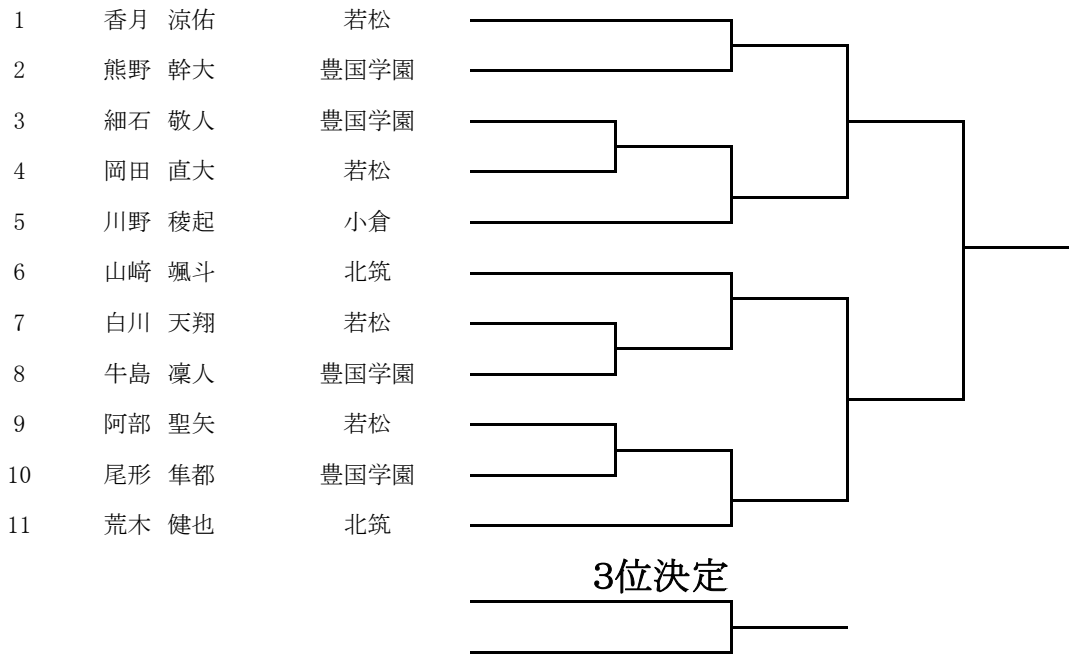 1 香月 涼佑 若松
2 熊野 幹大 豊国学園
3 細石 敬人 豊国学園
4 岡田 直大 若松
5 川野 稜起 小倉
6 山﨑 颯斗 北筑
7 白川 天翔 若松
8 牛島 凜人 豊国学園
9 阿部 聖矢 若松
10 尾形 隼都 豊国学園
11 荒木 健也 北筑
3位決定